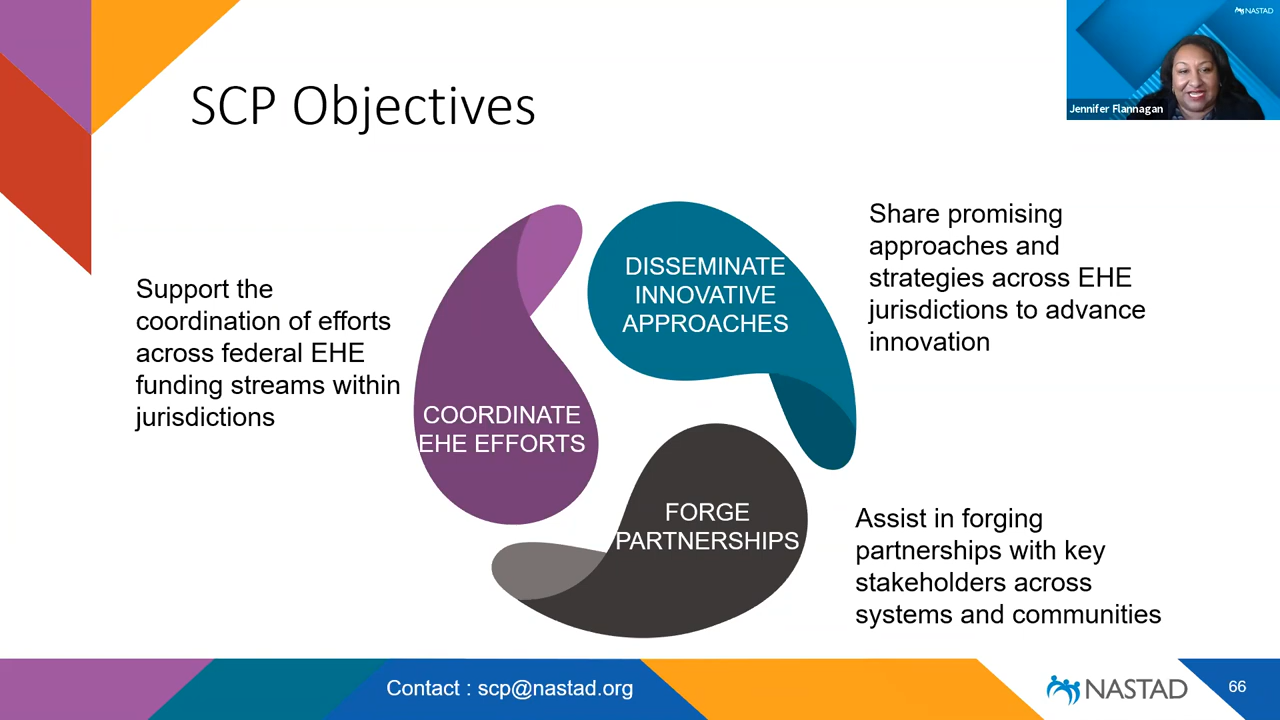 NASTAD
Jennifer Flannagan
SCP Objectives
Support the
coordination of efforts
across federal EHE
funding streams within
jurisdictions
COORDINATE
EHE EFFORTS
DISSEMINATE
INNOVATIVE
APPROACHES
Share promising
approaches and
strategies across EHE
jurisdictions to advance
innovation
FORGE
PARTNERSHIPS
Assist in forging
partnerships with key
stakeholders across
systems and communities
Contact : scp@nastad.org
NASTAD
66